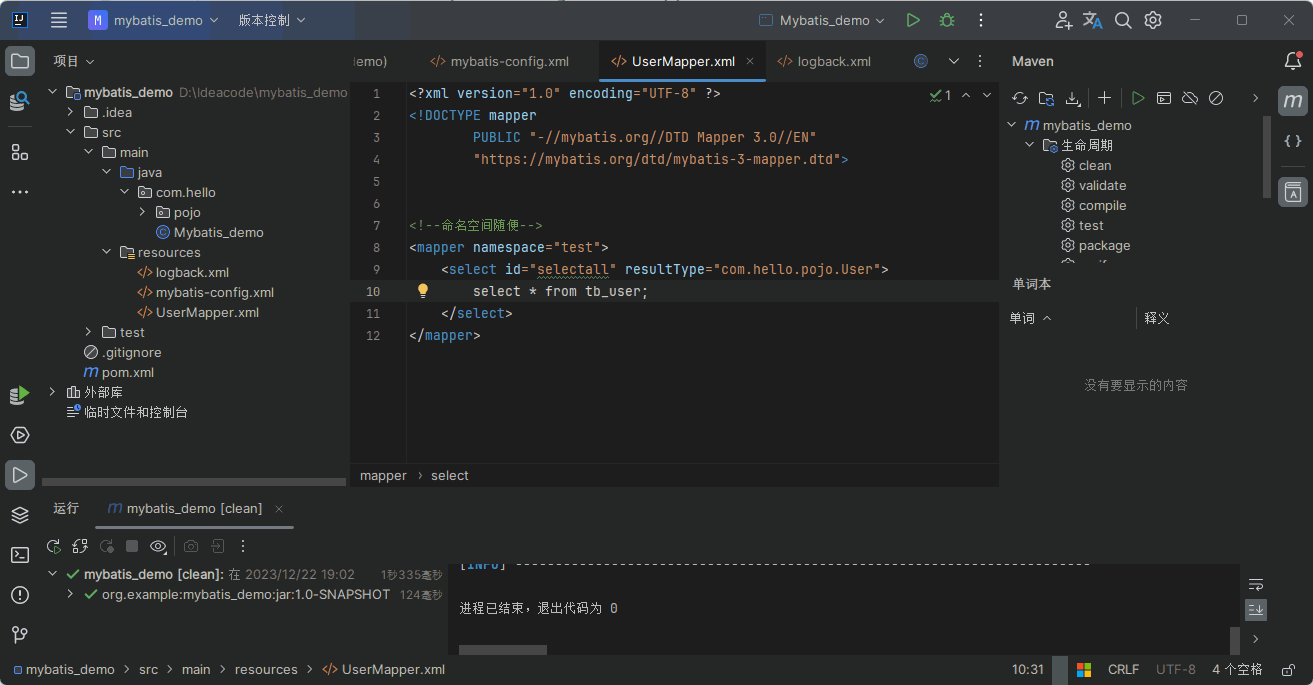 M mybatis_demo 版本控制 Mybatis_demo
项目
demo) mybatis-config.xml UserMapper.xml logback.xml
Maven
mybatis_demo D:\Ideacode\mybatis_demo
.idea
src
main
java
com.hello
pojo
Mybatis_demo
resources
logback.xml
mybatis-config.xml
UserMapper.xml
test
.gitignore
pom.xml
外部库
临时文件和控制台
1 <?xml version="1.0" encoding="UTF-8" ?>
2 <!DOCTYPE mapper
3 PUBLIC "-//mybatis.org//DTD Mapper 3.0//EN"
4 "https://mybatis.org/dtd/mybatis-3-mapper.dtd">
5
6
7 <!--命名空间随便-->
8 <mapper namespace="test">
9 <select id="selectall" resultType="com.hello.pojo.User">
10 select * from tb_user;
11 </select>
12 </mapper>
1
mapper › select
m mybatis_demo
生命周期
clean
validate
compile
test
package
单词本
单词 释义
没有要显示的内容
运行 mybatis_demo [clean]
mybatis_demo [clean]: 在 2023/12/22 19:02 1秒335毫秒
org.example:mybatis_demo:jar:1.0-SNAPSHOT 124毫秒
[INFO] ------------------------------------------------------------------------
进程已结束，退出代码为 0
mybatis_demo › src › main › resources › UserMapper.xml
10:31 CRLF UTF-8 4 个空格